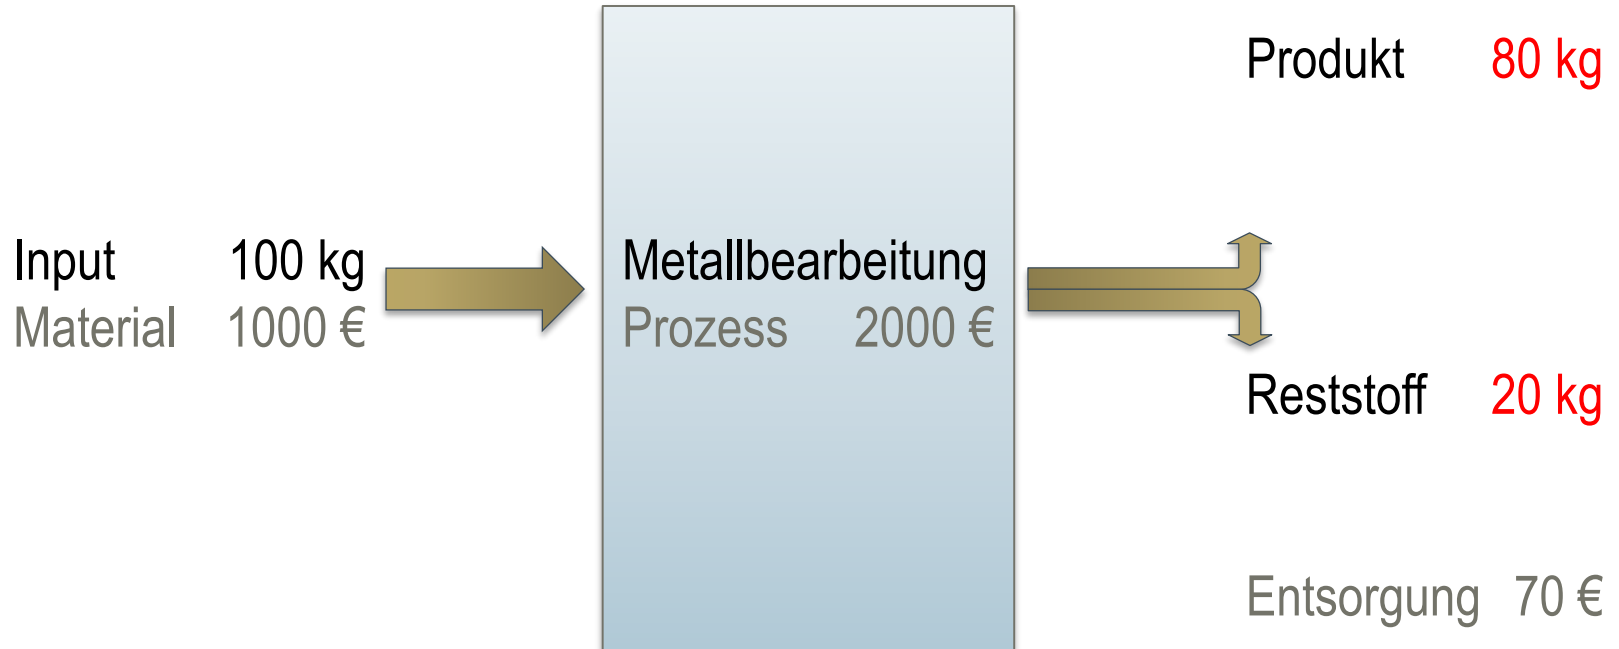 Produkt 80 kg
Input 100 kg
Material 1000 €
Metallbearbeitung
Prozess 2000 €
Reststoff 20 kg
Entsorgung 70 €